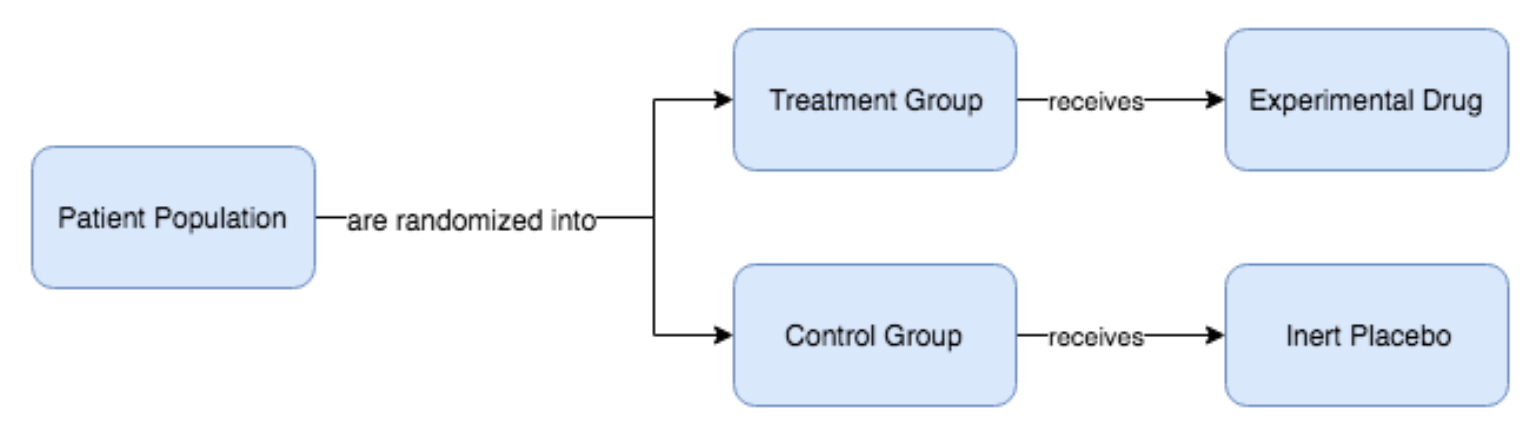 Treatment Group
receives
Experimental Drug
Patient Population
are randomized into
Control Group
receives
Inert Placebo